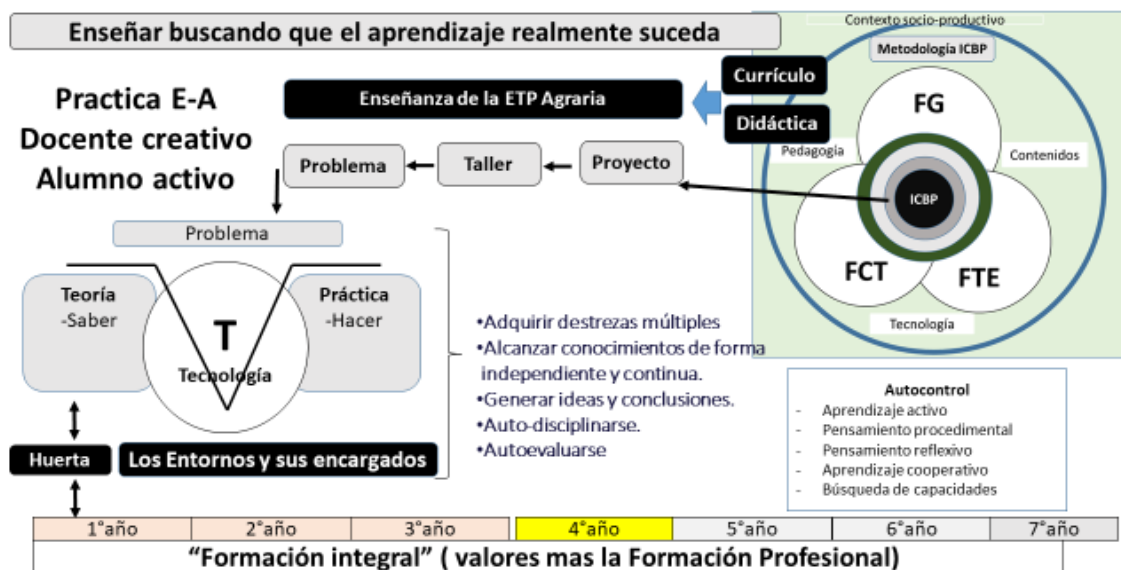 Enseñar buscando que el aprendizaje realmente suceda
Contexto socio-productivo
Metodología ICBP
Currículo
Didáctica
Enseñanza de la ETP Agraria
Practica E-A
Docente creativo
Alumno activo
Problema
Taller
Proyecto
FG
Pedagogía
Contenidos
ICBP
FCT
FTE
Tecnología
Problema
Teoría
-Saber
T
Tecnología
Práctica
-Hacer
•Adquirir destrezas múltiples
•Alcanzar conocimientos de forma
independiente y continua.
•Generar ideas y conclusiones.
•Auto-disciplinarse.
•Autoevaluarse
Autocontrol
- Aprendizaje activo
- Pensamiento procedimental
- Pensamiento reflexivo
- Aprendizaje cooperativo
- Búsqueda de capacidades
Huerta
Los Entornos y sus encargados
1°año 2°año 3°año 4°año 5°año 6°año 7°año
“Formación integral” ( valores mas la Formación Profesional)